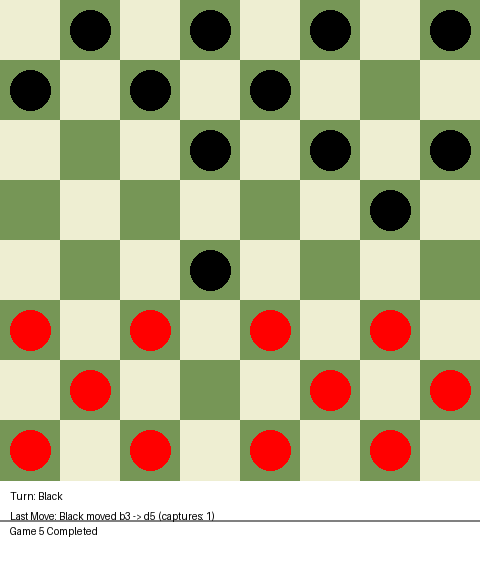 Turn: Black
Last Move: Black moved b3 -> d5 (captures: 1)
Game 5 Completed